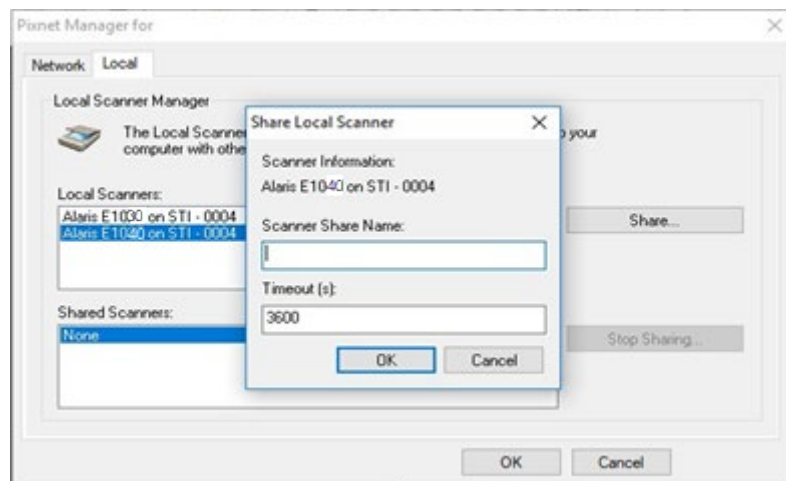 Pixnet Manager for
Network Local
Local Scanner Manager
The Local Scanner
your
computer with othe
Local Scanners:
Alaris E1030 on STI - 0004
Alaris E1040 on STI - 0004
Share...
Shared Scanners:
None
Stop Sharing...
Share Local Scanner
Scanner Information:
Alaris E1040 on STI - 0004
Scanner Share Name:
Timeout (s):
3600
OK Cancel
OK Cancel